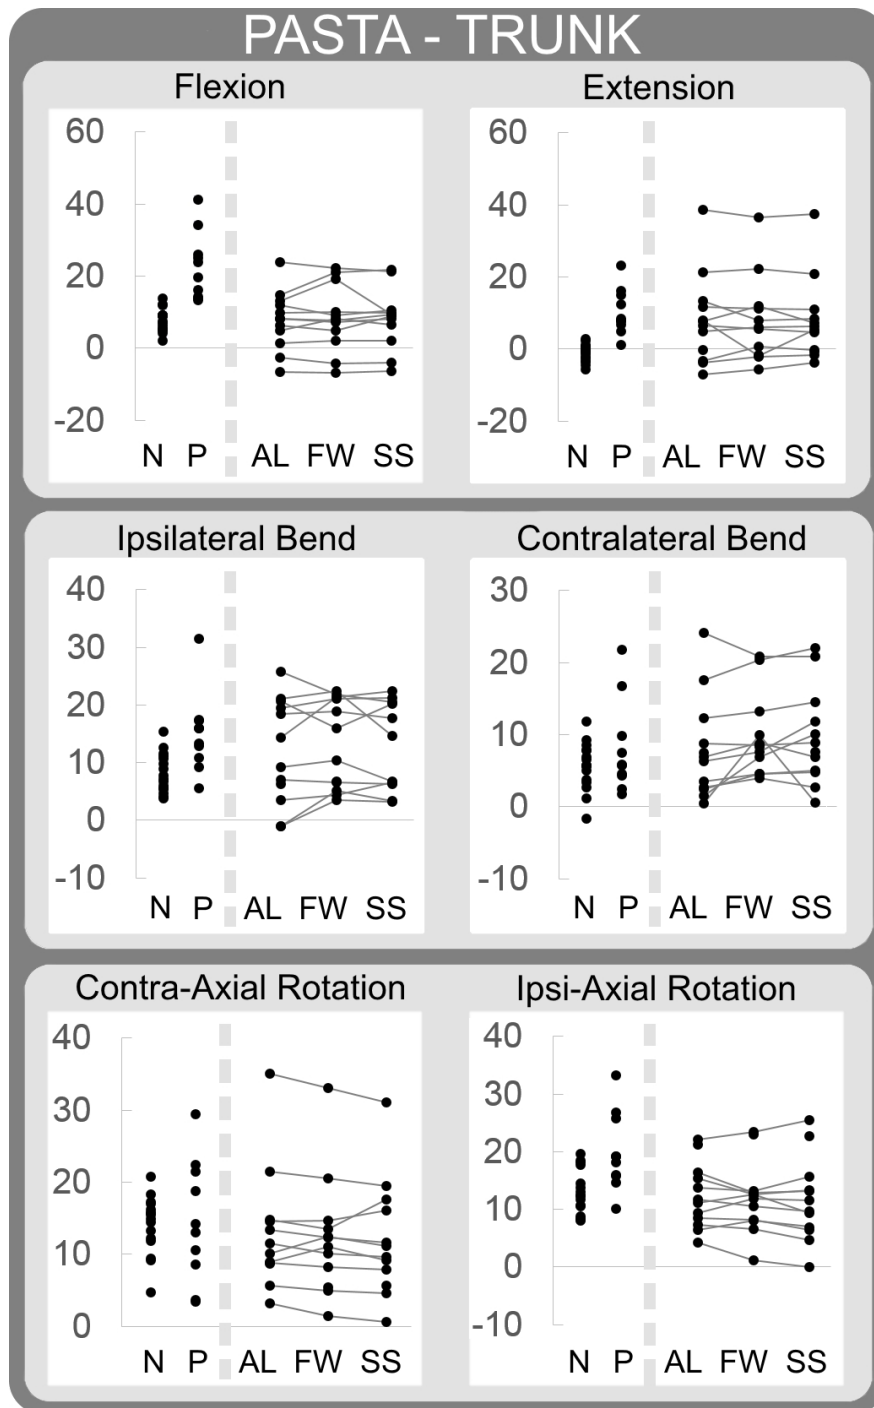 PASTA - TRUNK
Flexion
60
40
20
0
-20
N P AL FW SS
Extension
60
40
20
0
-20
N P AL FW SS
Ipsilateral Bend
40
30
20
10
0
-10
N P AL FW SS
Contralateral Bend
30
20
10
0
-10
N P AL FW SS
Contra-Axial Rotation
40
30
20
10
0
N P AL FW SS
Ipsi-Axial Rotation
40
30
20
10
0
-10
N P AL FW SS